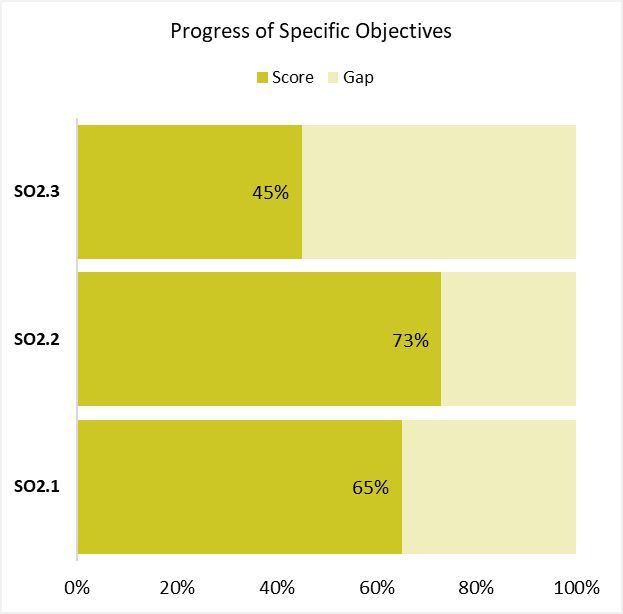 Progress of Specific Objectives
Score Gap
SO2.3 45%
SO2.2 73%
SO2.1 65%
0% 20% 40% 60% 80% 100%